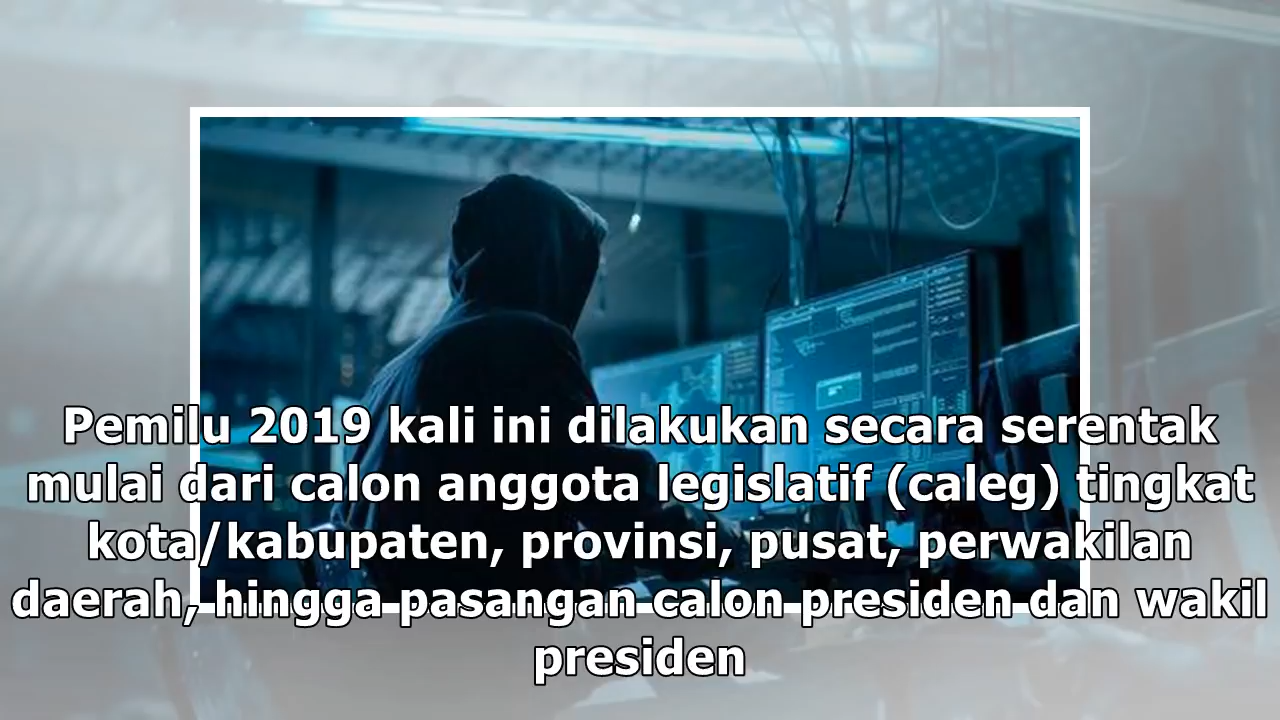 Pemilu 2019 kali ini dilakukan secara serentak
mulai dari calon anggota legislatif (caleg) tingkat
kota/kabupaten, provinsi, pusat, perwakilan
daerah, hingga pasangan calon presiden dan wakil
presiden